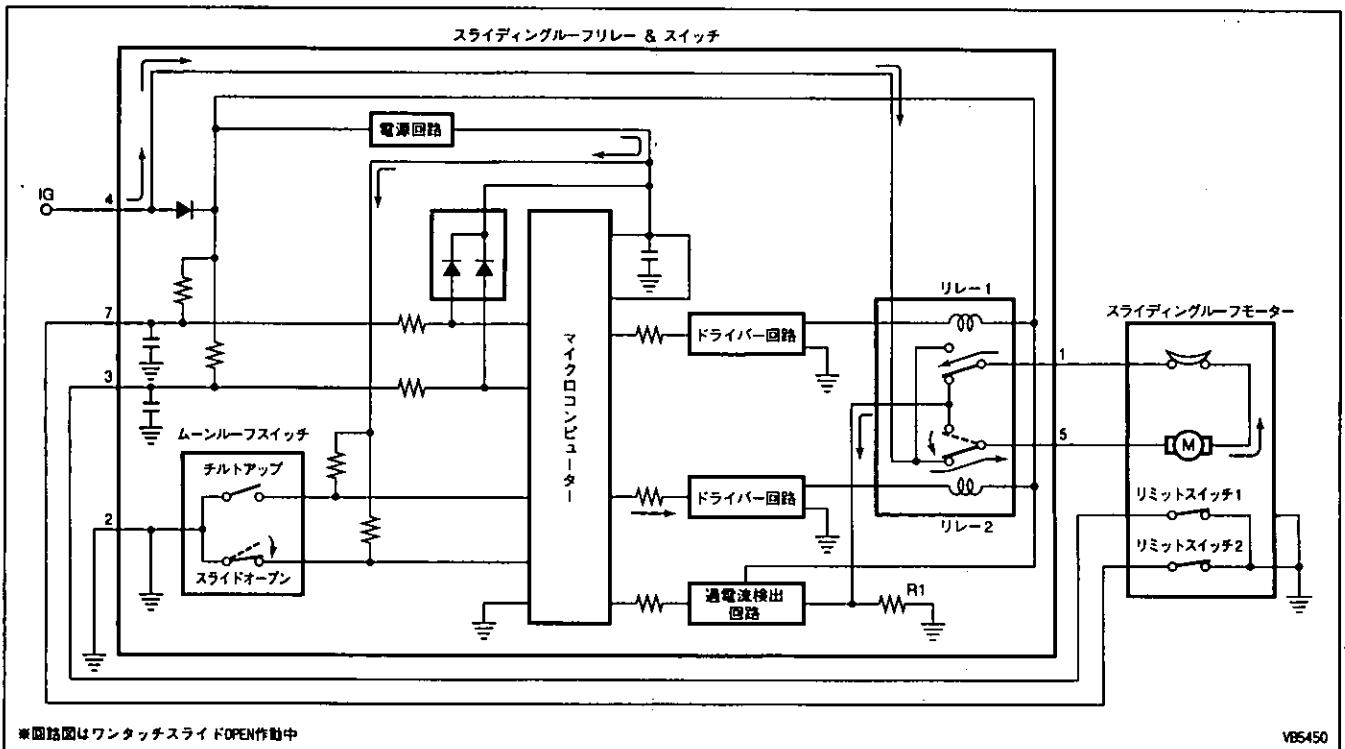 スライディングルーフリレー & スイッチ
電源回路
IG
4
7
3
2
ムーンルーフスイッチ
チルトアップ
スライドオープン
マイクロコンピューター
ドライバー回路
ドライバー回路
過電流検出
回路
R1
リレー1
リレー2
1
5
スライディングルーフモーター
M
リミットスイッチ1
リミットスイッチ2
※回路図はワンタッチスライドOPEN作動中
VB5450